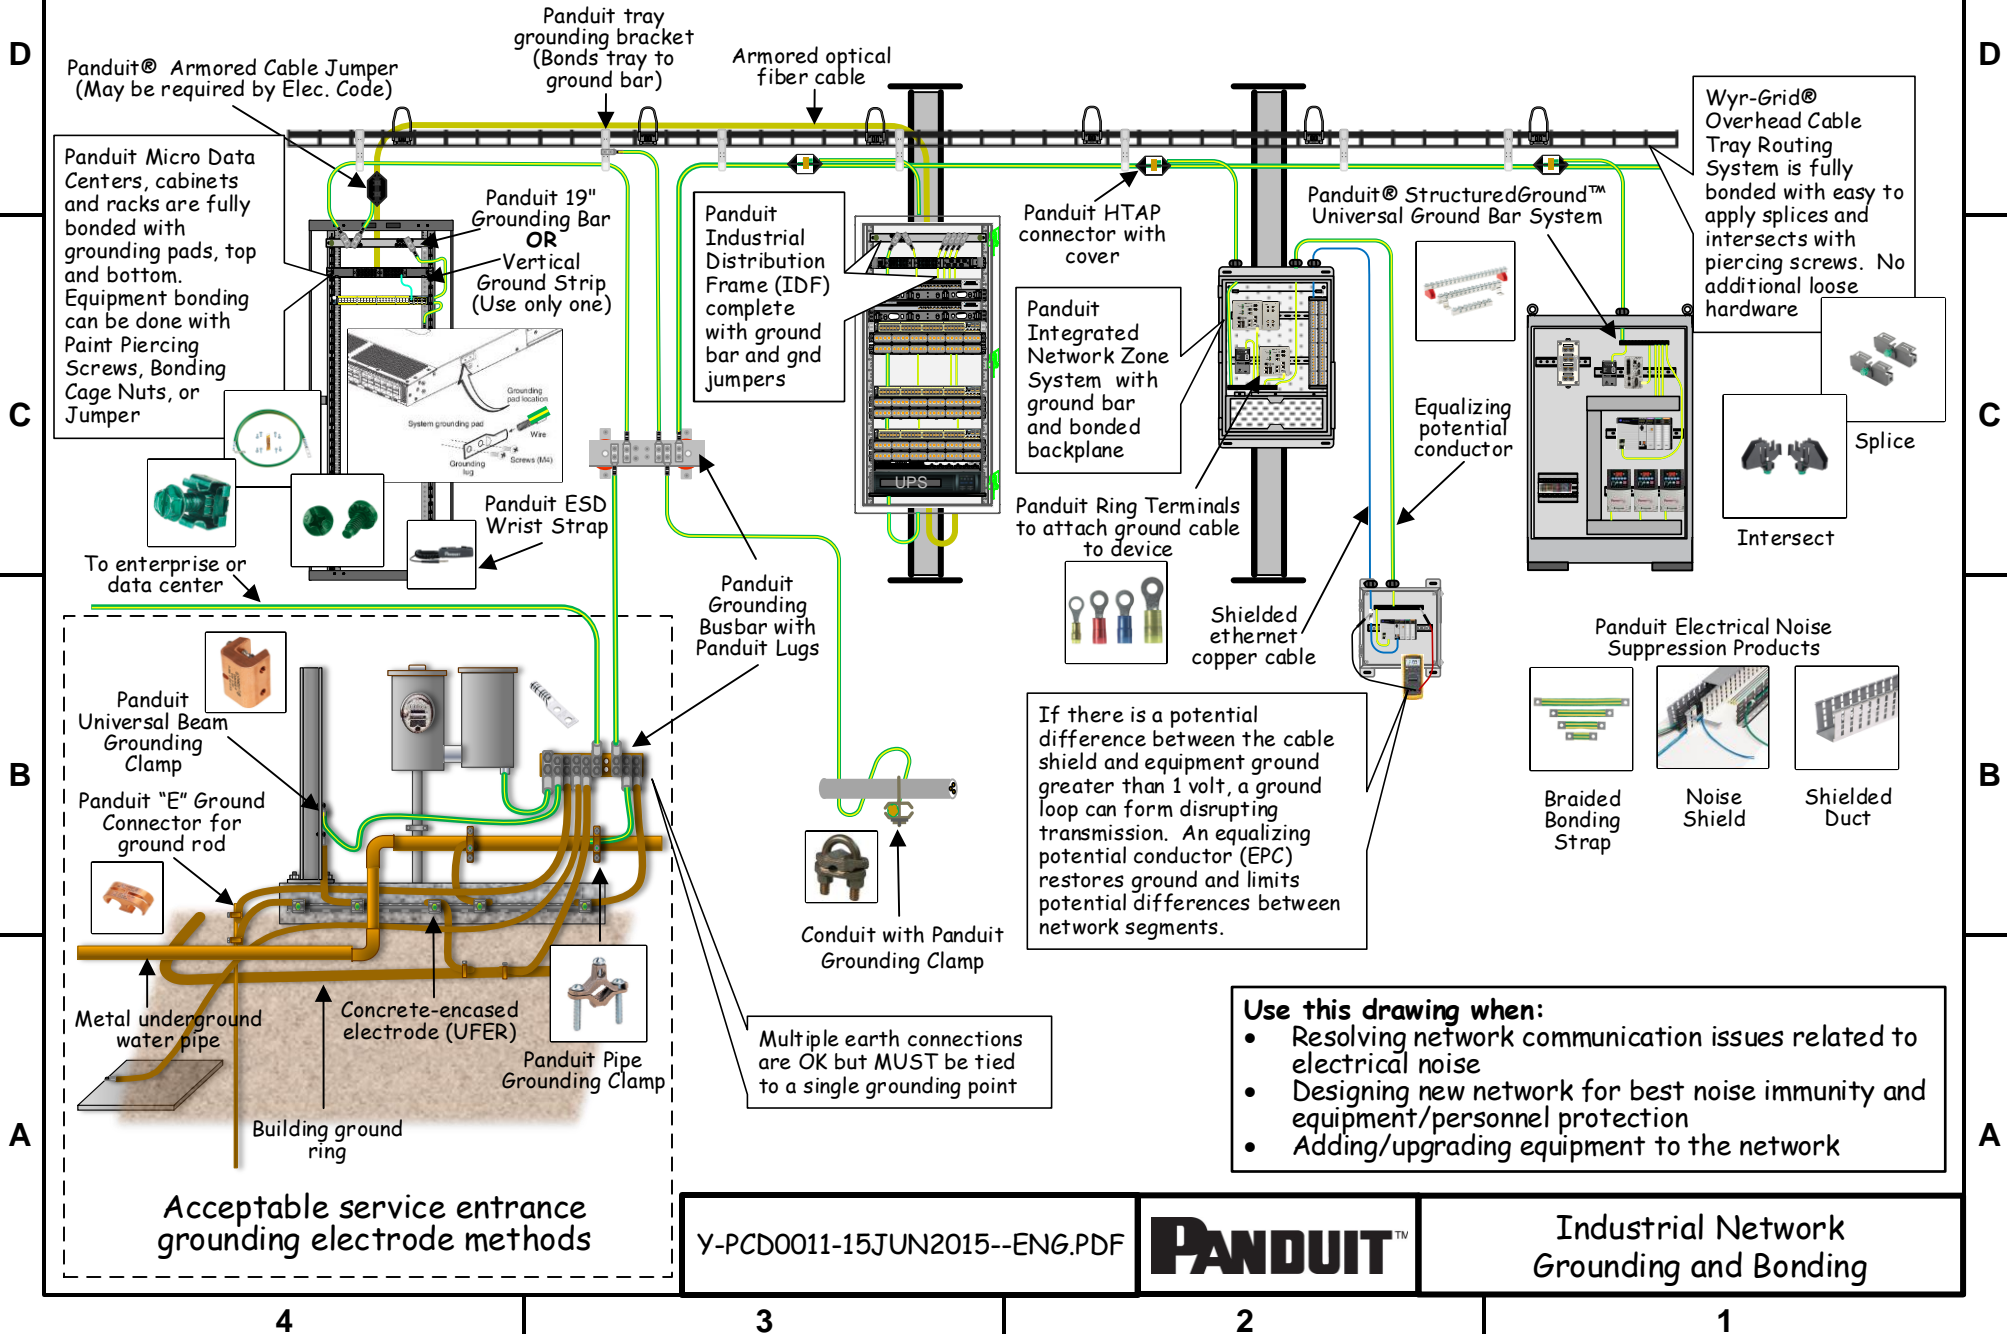 D
D
Panduit tray
grounding bracket
(Bonds tray to
ground bar)
Armored optical
fiber cable
Panduit® Armored Cable Jumper
(May be required by Elec. Code)
Wyr-Grid®
Overhead Cable
Tray Routing
System is fully
bonded with easy to
apply splices and
intersects with
piercing screws. No
additional loose
hardware
Panduit Micro Data
Centers, cabinets
and racks are fully
bonded with
grounding pads, top
and bottom.
Equipment bonding
can be done with
Paint Piercing
Screws, Bonding
Cage Nuts, or
Jumper
Panduit 19"
Grounding Bar
OR
Vertical
Ground Strip
(Use only one)
Panduit
Industrial
Distribution
Frame (IDF)
complete
with ground
bar and gnd
jumpers
Panduit HTAP
connector with
cover
Panduit® StructuredGround™
Universal Ground Bar System
Panduit
Integrated
Network Zone
System with
ground bar
and bonded
backplane
C
C
Grounding
pad location
System grounding pad
Wire
Grounding
lug
Screws (M4)
UPS
Equalizing
potential
conductor
Splice
Intersect
Panduit ESD
Wrist Strap
Panduit Ring Terminals
to attach ground cable
to device
To enterprise or
data center
Panduit
Grounding
Busbar with
Panduit Lugs
Shielded
ethernet
copper cable
Panduit Electrical Noise
Suppression Products
Braided
Bonding
Strap
Noise
Shield
Shielded
Duct
B
B
Panduit
Universal Beam
Grounding
Clamp
Panduit “E” Ground
Connector for
ground rod
If there is a potential
difference between the cable
shield and equipment ground
greater than 1 volt, a ground
loop can form disrupting
transmission. An equalizing
potential conductor (EPC)
restores ground and limits
potential differences between
network segments.
Conduit with Panduit
Grounding Clamp
Metal underground
water pipe
Concrete-encased
electrode (UFER)
Panduit Pipe
Grounding Clamp
Building ground
ring
Multiple earth connections
are OK but MUST be tied
to a single grounding point
Use this drawing when:
• Resolving network communication issues related to
electrical noise
• Designing new network for best noise immunity and
equipment/personnel protection
• Adding/upgrading equipment to the network
A
A
Acceptable service entrance
grounding electrode methods
Y-PCD0011-15JUN2015--ENG.PDF
PANDUIT™
Industrial Network
Grounding and Bonding
4
3
2
1